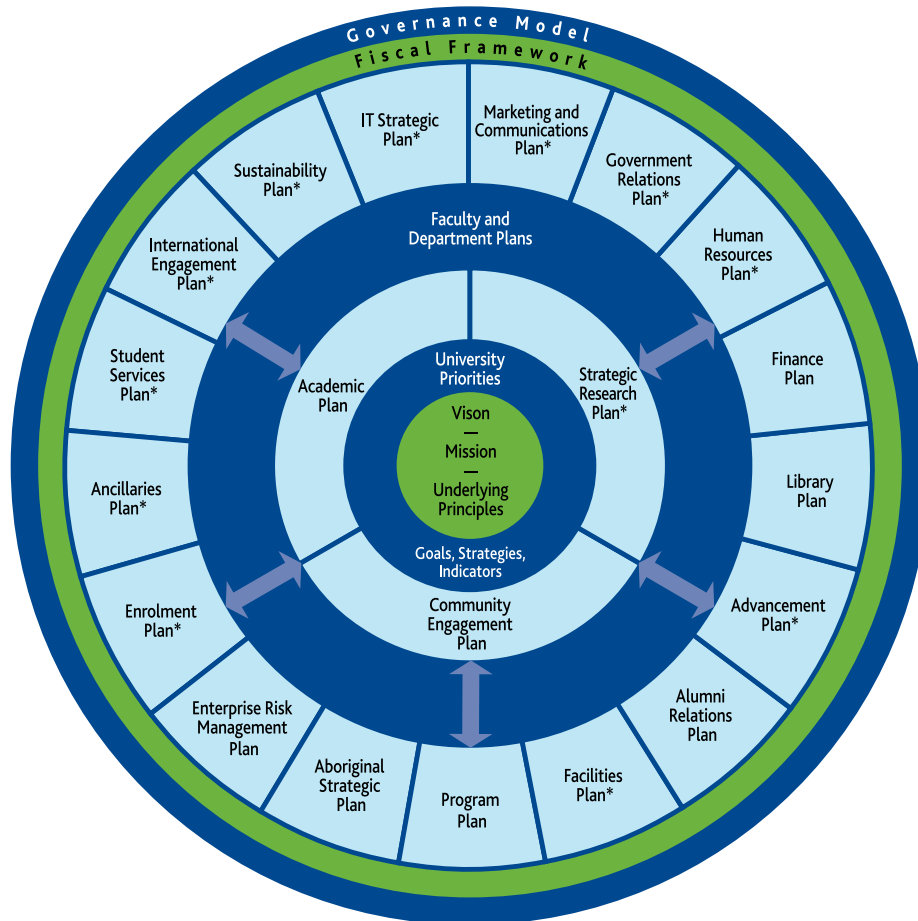 Governance Model
Fiscal Framework
IT Strategic
Plan*
Marketing and
Communications
Plan*
Government
Relations
Plan*
Human
Resources
Plan*
Finance
Plan
Library
Plan
Advancement
Plan*
Alumni
Relations
Plan
Facilities
Plan*
Program
Plan
Aboriginal
Strategic
Plan
Enterprise Risk
Management
Plan
Enrolment
Plan*
Ancillaries
Plan*
Student
Services
Plan*
International
Engagement
Plan*
Sustainability
Plan*
Faculty and
Department Plans
Academic
Plan
Strategic
Research
Plan*
Community
Engagement
Plan
University
Priorities
Vison
—
Mission
—
Underlying
Principles
Goals, Strategies,
Indicators